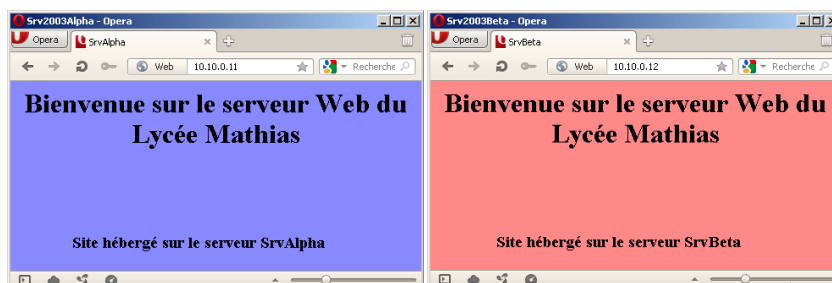 Srv2003Alpha - Opera
Opera
SrvAlpha
Web
10.10.0.11
Recherche
Bienvenue sur le serveur Web du
Lycée Mathias
Site hébergé sur le serveur SrvAlpha
Srv2003Beta - Opera
Opera
SrvBeta
Web
10.10.0.12
Recherche
Bienvenue sur le serveur Web du
Lycée Mathias
Site hébergé sur le serveur SrvBeta